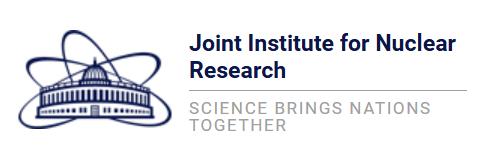 Joint Institute for Nuclear
Research
SCIENCE BRINGS NATIONS
TOGETHER